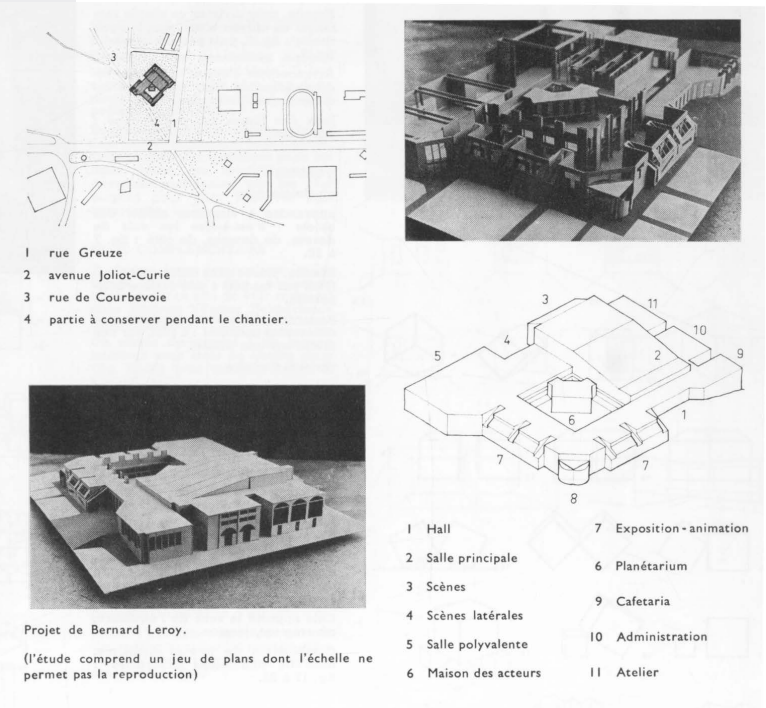 3
4 1
2
1 rue Greuze
2 avenue Joliot-Curie
3 rue de Courbevoie
4 partie à conserver pendant le chantier.
Projet de Bernard Leroy.
(l'étude comprend un jeu de plans dont l'échelle ne
permet pas la reproduction)
3
11
4
10
5
2
9
6
1
7
7
8
1 Hall
2 Salle principale
3 Scènes
4 Scènes latérales
5 Salle polyvalente
6 Maison des acteurs
7 Exposition - animation
6 Planétarium
9 Cafetaria
10 Administration
11 Atelier